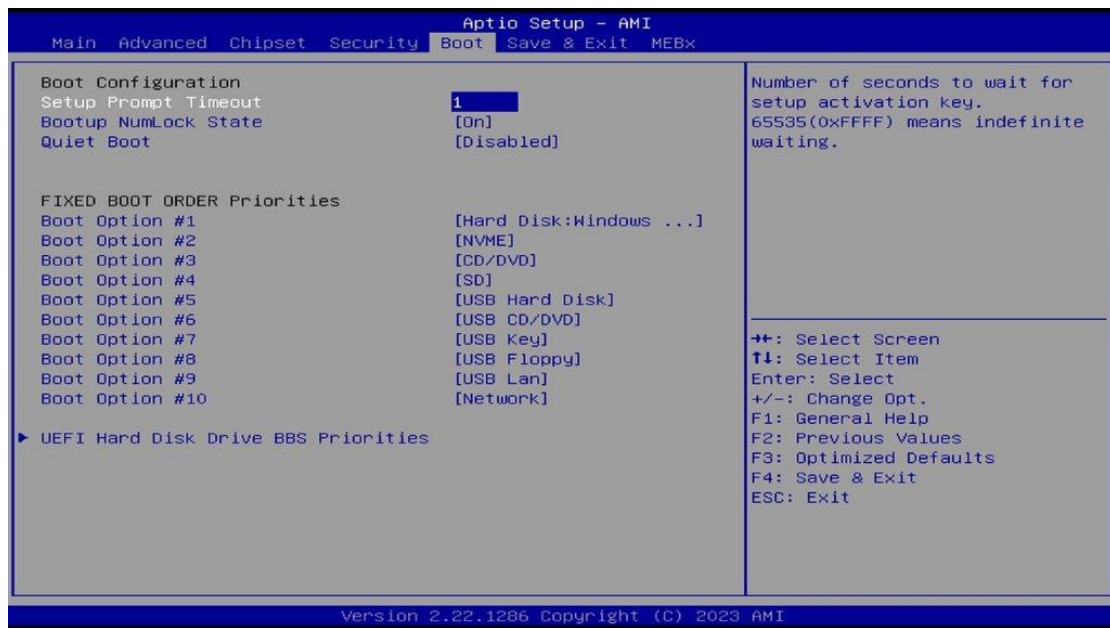 Aptio Setup - AMI
Main Advanced Chipset Security Boot Save & Exit MEBx
Boot Configuration
Setup Prompt Timeout 1
Bootup NumLock State [On]
Quiet Boot [Disabled]
FIXED BOOT ORDER Priorities
Boot Option #1 [Hard Disk:Windows ...]
Boot Option #2 [NVME]
Boot Option #3 [CD/DVD]
Boot Option #4 [SD]
Boot Option #5 [USB Hard Disk]
Boot Option #6 [USB CD/DVD]
Boot Option #7 [USB Key]
Boot Option #8 [USB Floppy]
Boot Option #9 [USB Lan]
Boot Option #10 [Network]
▶ UEFI Hard Disk Drive BBS Priorities
Number of seconds to wait for
setup activation key.
65535(0xFFFF) means indefinite
waiting.
→←: Select Screen
↑↓: Select Item
Enter: Select
+/-: Change Opt.
F1: General Help
F2: Previous Values
F3: Optimized Defaults
F4: Save & Exit
ESC: Exit
Version 2.22.1286 Copyright (C) 2023 AMI